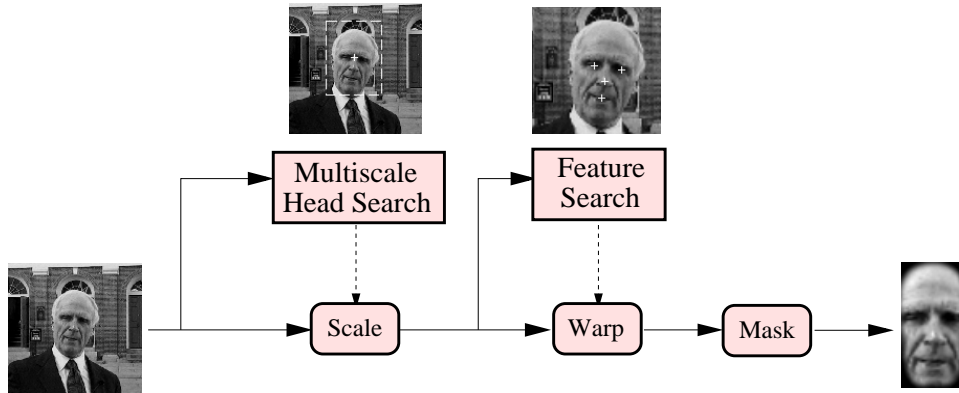 Multiscale
Head Search
Feature
Search
Scale
Warp
Mask